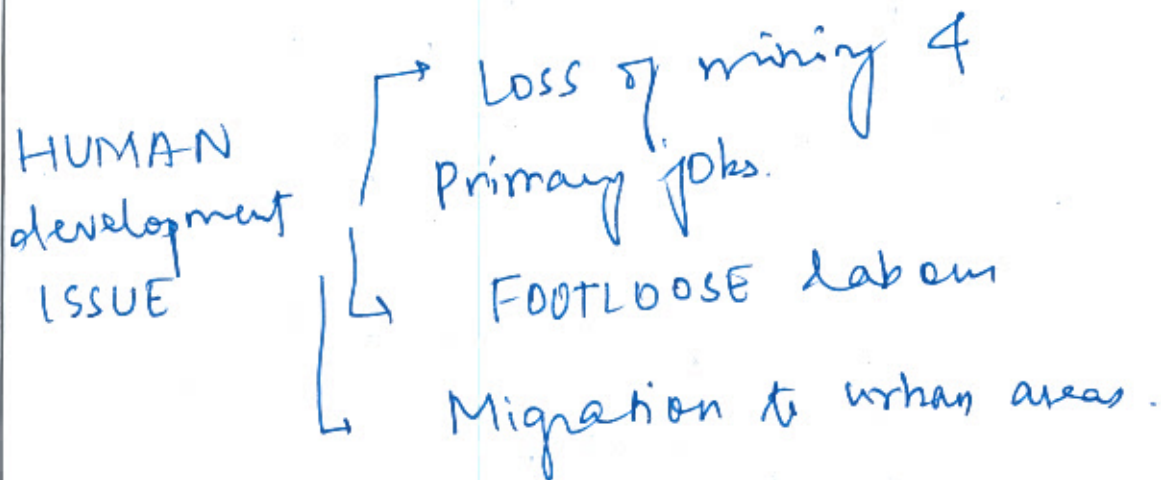 Loss of mining &
Primary jobs.
HUMAN
development
ISSUE
FOOTLOOSE labour
Migration to urban areas.